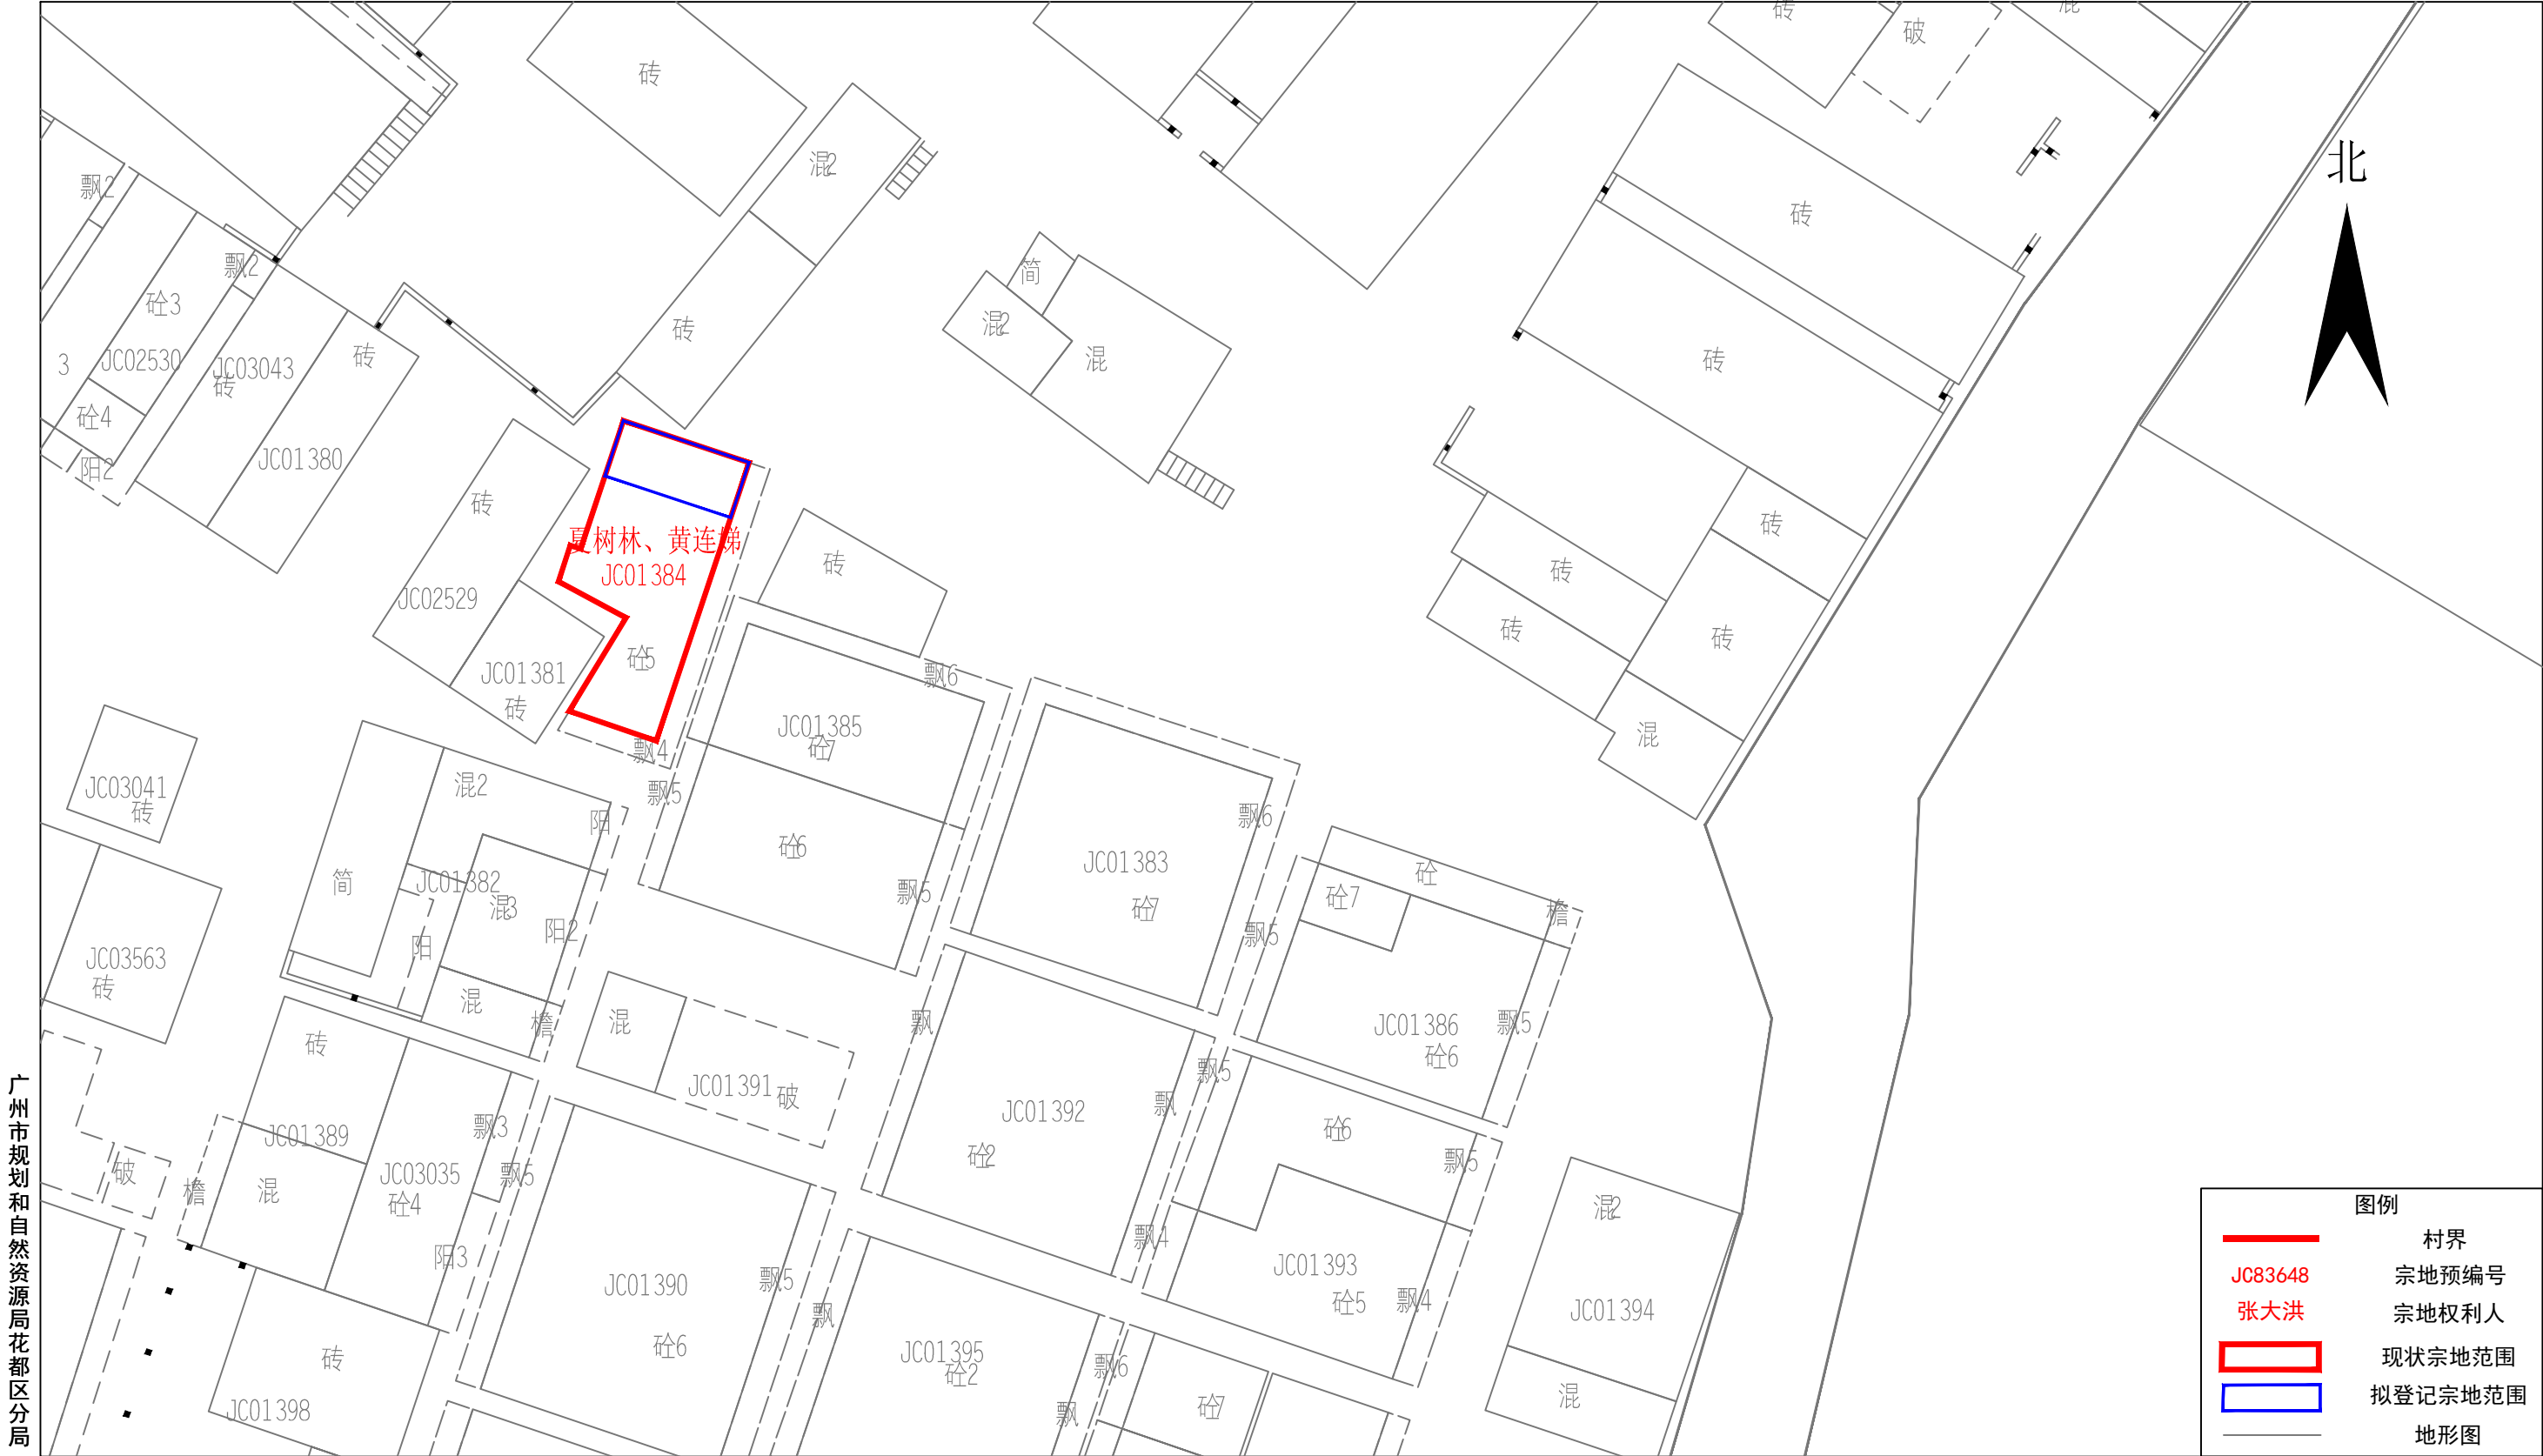 砖
破
混
砖
混2
飘2
砖
北
飘2
简
砼3
混2
砖
砖
混
砖
3
JC02530
JC03043
砖
砼4
JC01380
阳2
砖
砖
夏树林、黄连娣
JC01384
砖
砖
JC02529
砖
砖
砼5
JC01381
飘6
砖
JC01385
混
砼7
飘4
混2
飘5
JC03041
砖
阳
飘6
砼6
JC01383
砼
简
JC01382
飘5
砼7
混3
砼7
檐
阳2
飘5
阳
JC03563
砖
混
檐
混
飘
JC01386
飘5
砖
砼6
飘5
JC01391
破
飘
JC01392
飘3
砼6
JC01389
砼2
飘5
破
檐
混
JC03035
砼4
飘5
混2
图例
飘4
村界
阳3
JC01393
JC83648
宗地预编号
飘5
JC01390
砼5
飘4
JC01394
张大洪
宗地权利人
飘
砼6
砖
JC01395
砼2
飘6
现状宗地范围
混
拟登记宗地范围
JC01398
飘
砼7
地形图
广州市规划和自然资源局花都区分局